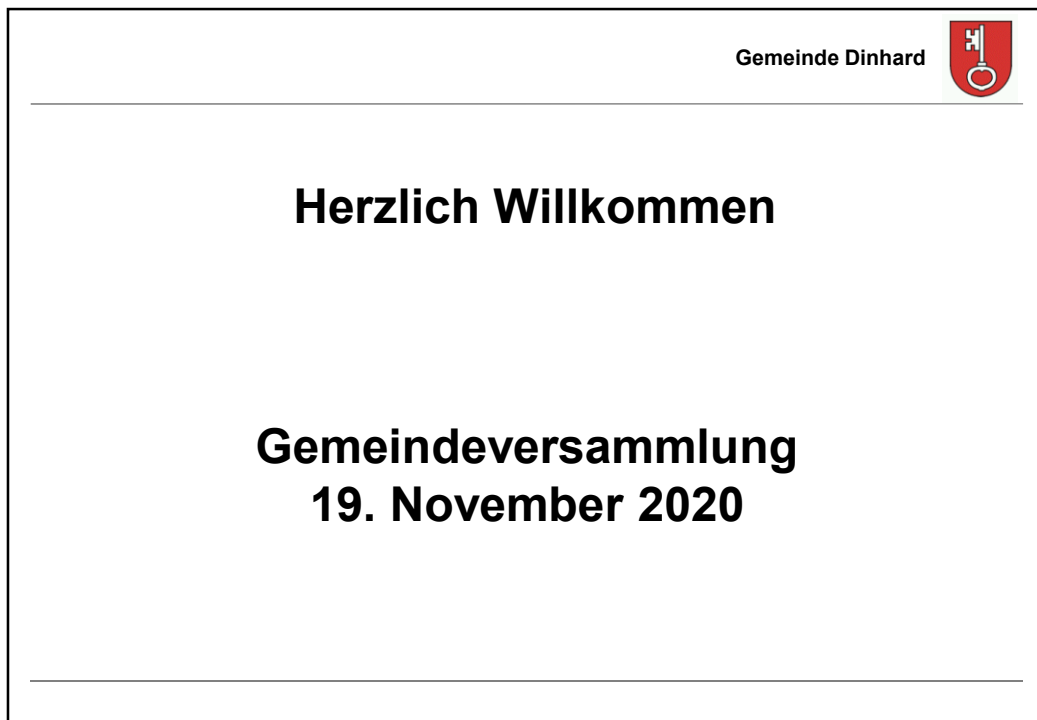 Gemeinde Dinhard
Herzlich Willkommen
Gemeindeversammlung
19. November 2020